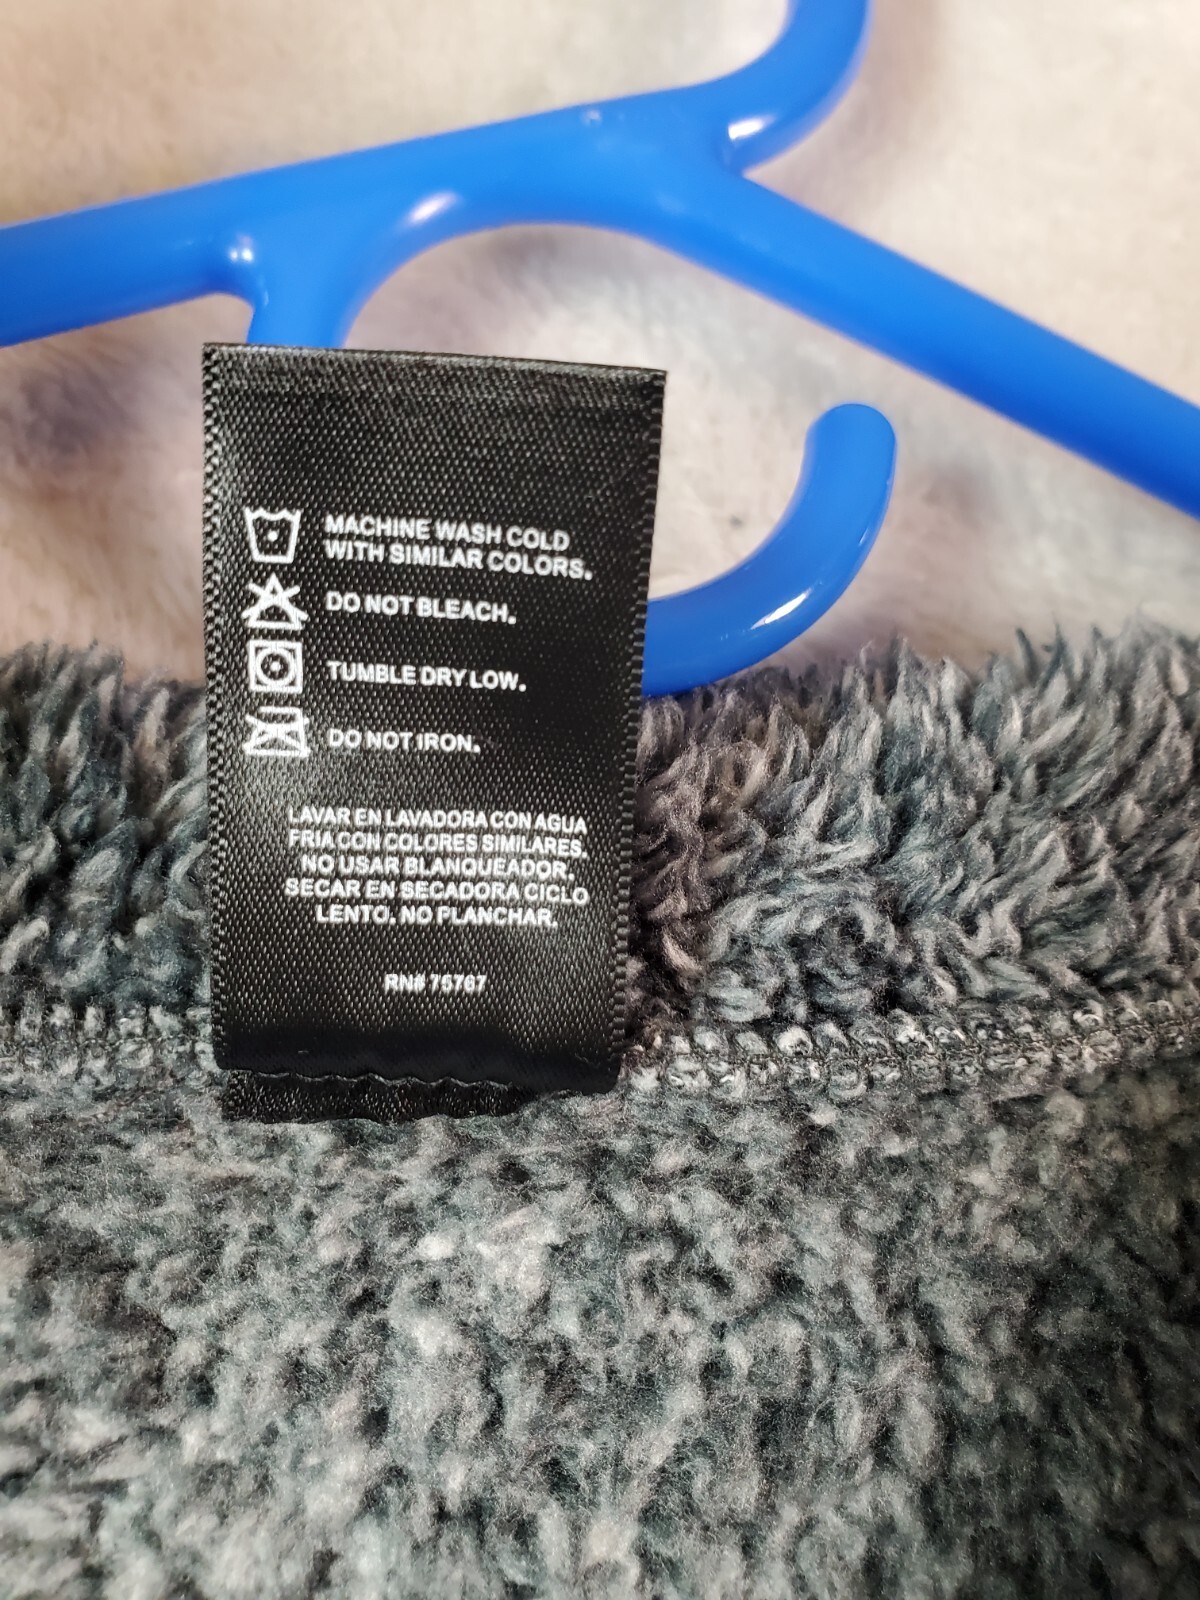 MACHINE WASH COLD
WITH SIMILAR COLORS.
DO NOT BLEACH.
TUMBLE DRY LOW.
DO NOT IRON.
LAVAR EN LAVADORA CON AGUA
FRIA CON COLORES SIMILARES.
NO USAR BLANQUEADOR.
SECAR EN SECADORA CICLO
LENTO. NO PLANCHAR.
RN# 75767